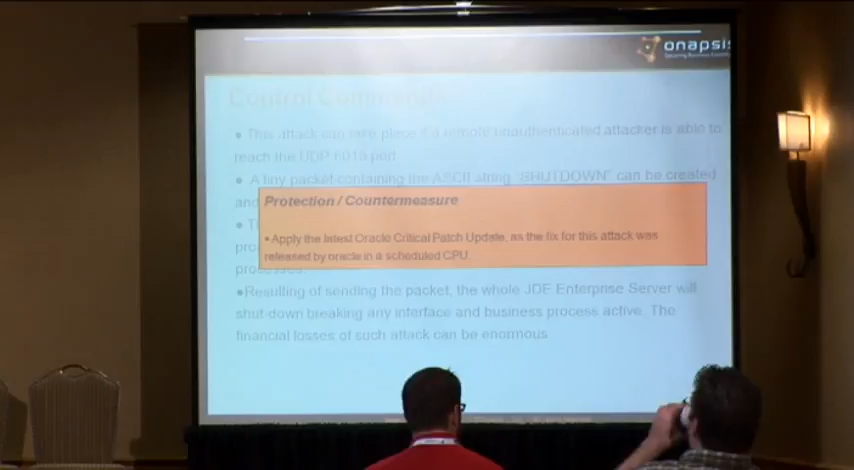 onapsis
Control Commands
● This attack can take place if a remote unauthenticated attacker is able to
reach the UDP 6015 port.
● A tiny packet containing the ASCII string "SHUTDOWN" can be created
and
Protection / Countermeasure
▪ Apply the latest Oracle Critical Patch Update, as the fix for this attack was
released by oracle in a scheduled CPU.
processes.
●Resulting of sending the packet, the whole JDE Enterprise Server will
shut down breaking any interface and business process active. The
financial losses of such attack can be enormous